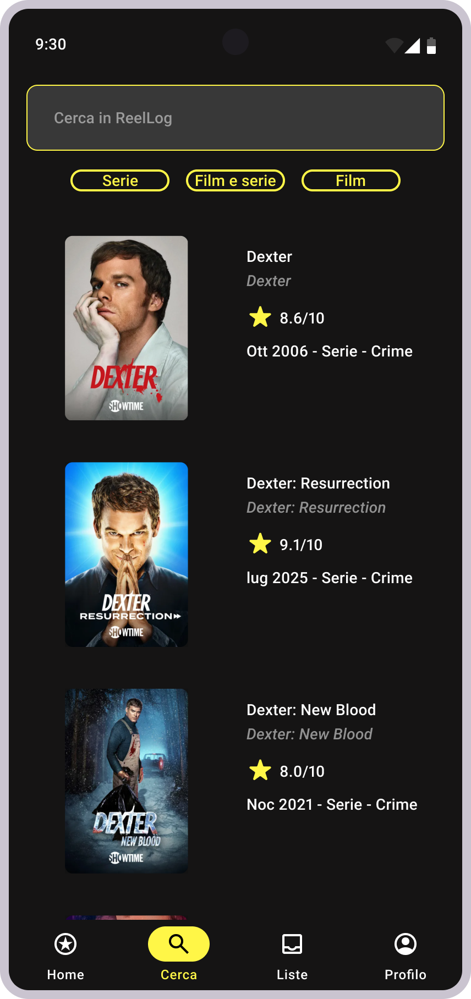 9:30
Cerca in ReelLog
Serie
Film e serie
Film
DEXTER
SHOWTIME
Dexter
Dexter
8.6/10
Ott 2006 - Serie - Crime
DEXTER
RESURRECTION
SHOWTIME
Dexter: Resurrection
Dexter: Resurrection
9.1/10
lug 2025 - Serie - Crime
DEXTER
NEW BLOOD
SHOWTIME
Dexter: New Blood
Dexter: New Blood
8.0/10
Noc 2021 - Serie - Crime
Home
Cerca
Liste
Profilo